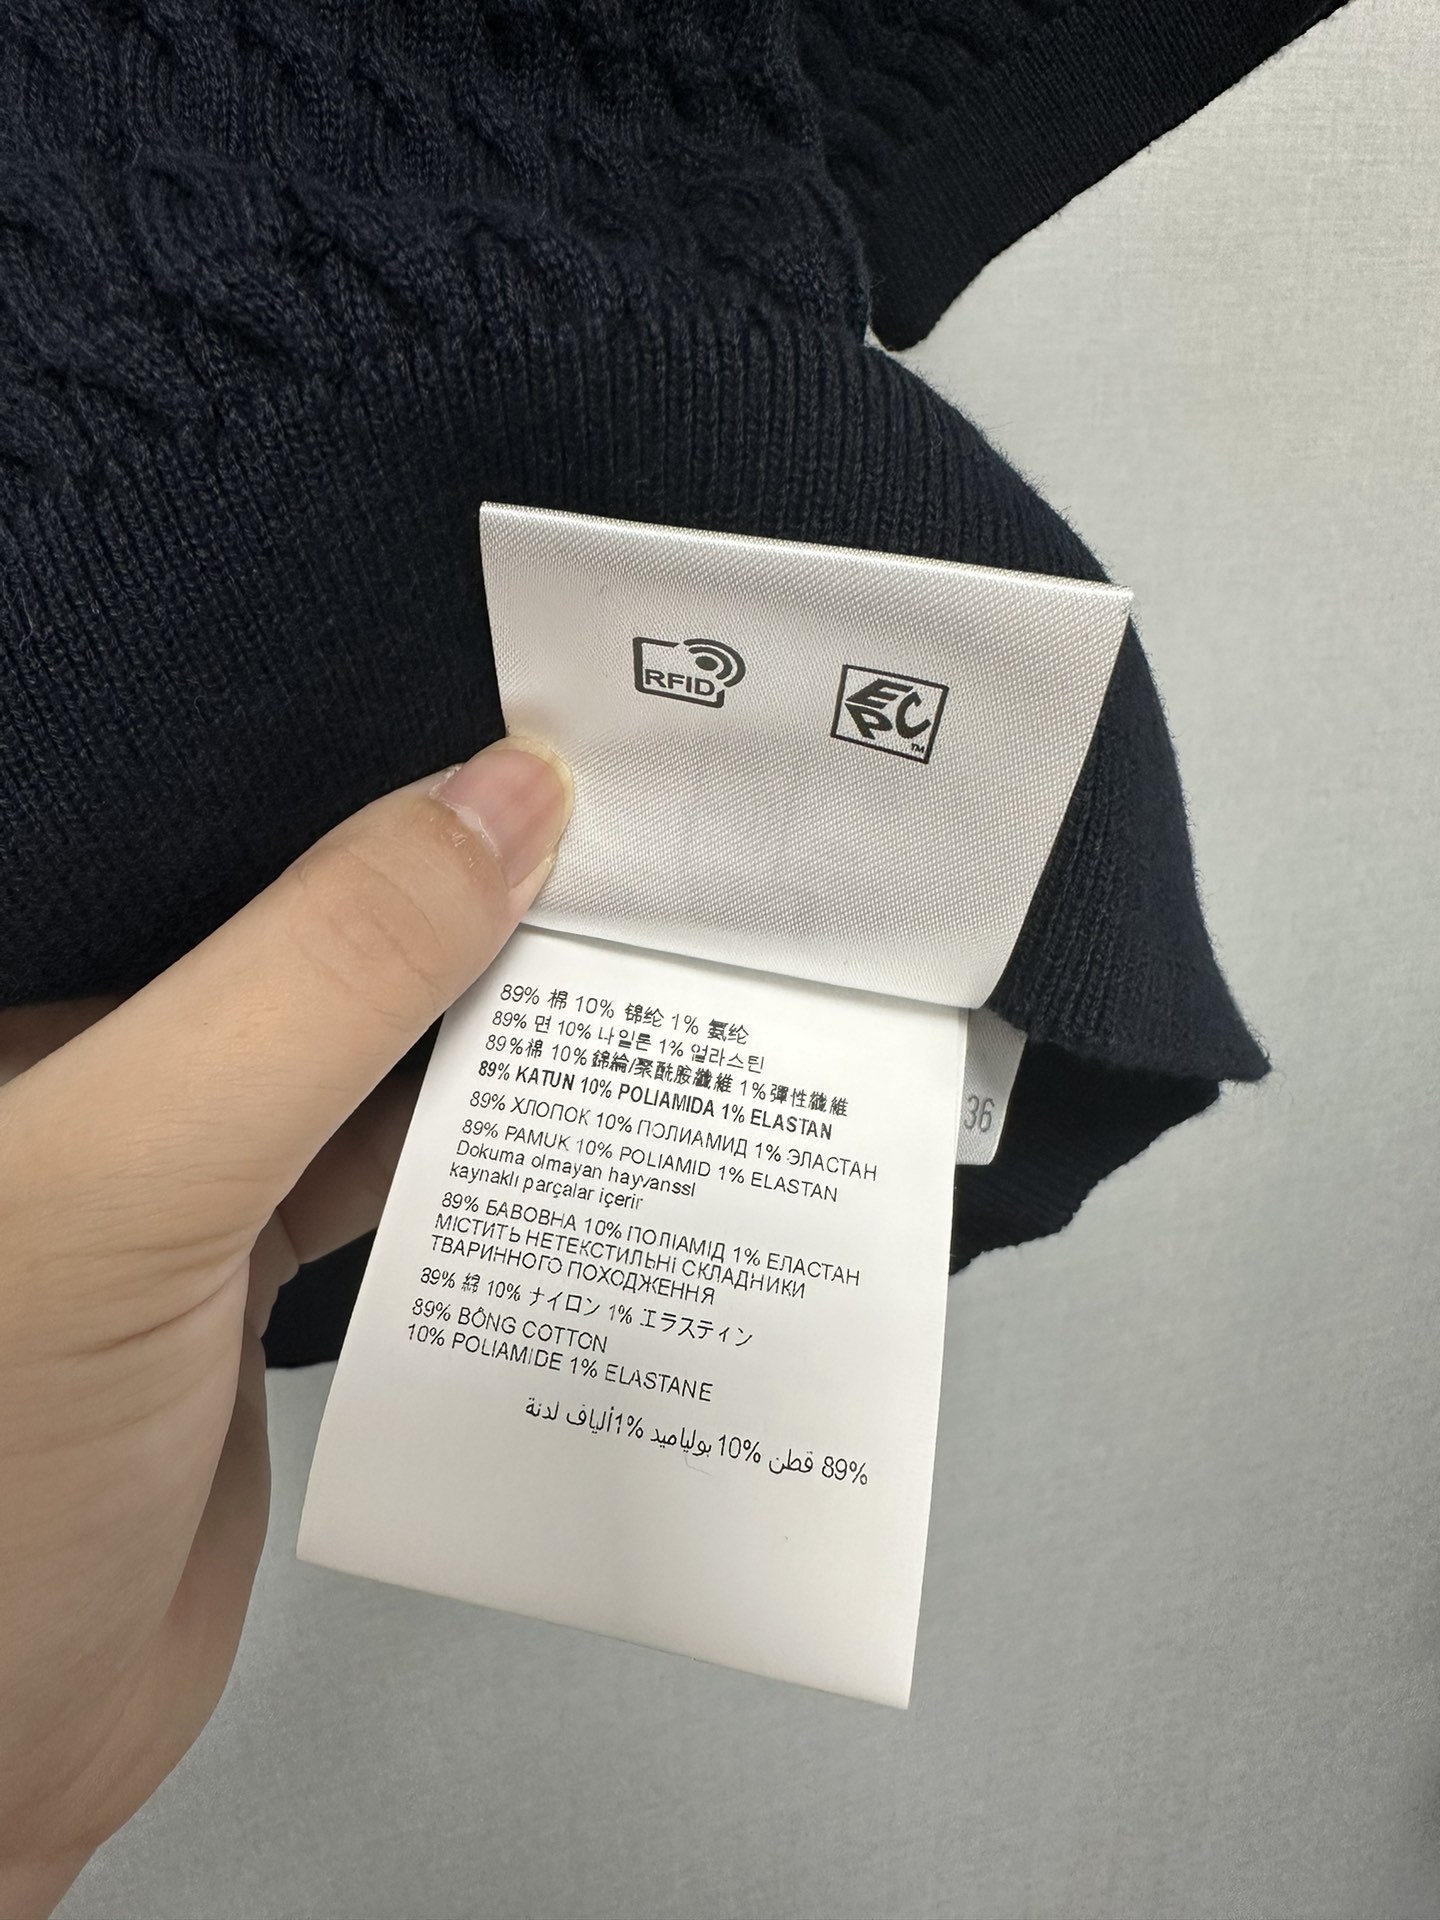 RFID
EPC™
89% 棉 10% 锦纶 1% 氨纶
89% 면 10% 나일론 1% 엘라스틴
89%棉 10%錦綸/聚酰胺纖維 1%彈性纖維
89% KATUN 10% POLIAMIDA 1% ELASTAN
89% ХЛОПОК 10% ПОЛИАМИД 1% ЭЛАСТАН
89% PAMUK 10% POLIAMID 1% ELASTAN
Dokuma olmayan hayvanssl
kaynaklı parçalar içerir
89% БАВОВНА 10% ПОЛІАМІД 1% ЕЛАСТАН
МІСТИТЬ НЕТЕКСТИЛЬНІ СКЛАДНИКИ
ТВАРИННОГО ПОХОДЖЕННЯ
89% 綿 10% ナイロン 1% エラスティン
89% BÔNG COTTON
10% POLIAMIDE 1% ELASTANE
89% قطن 10% بولياميد 1% ألياف لدنة
36